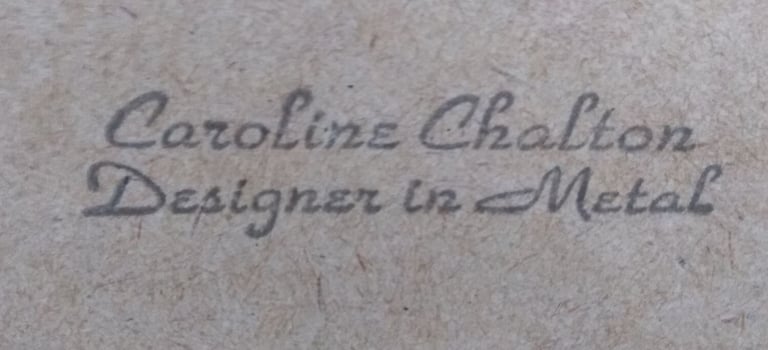 Caroline Chalton
Designer in Metal